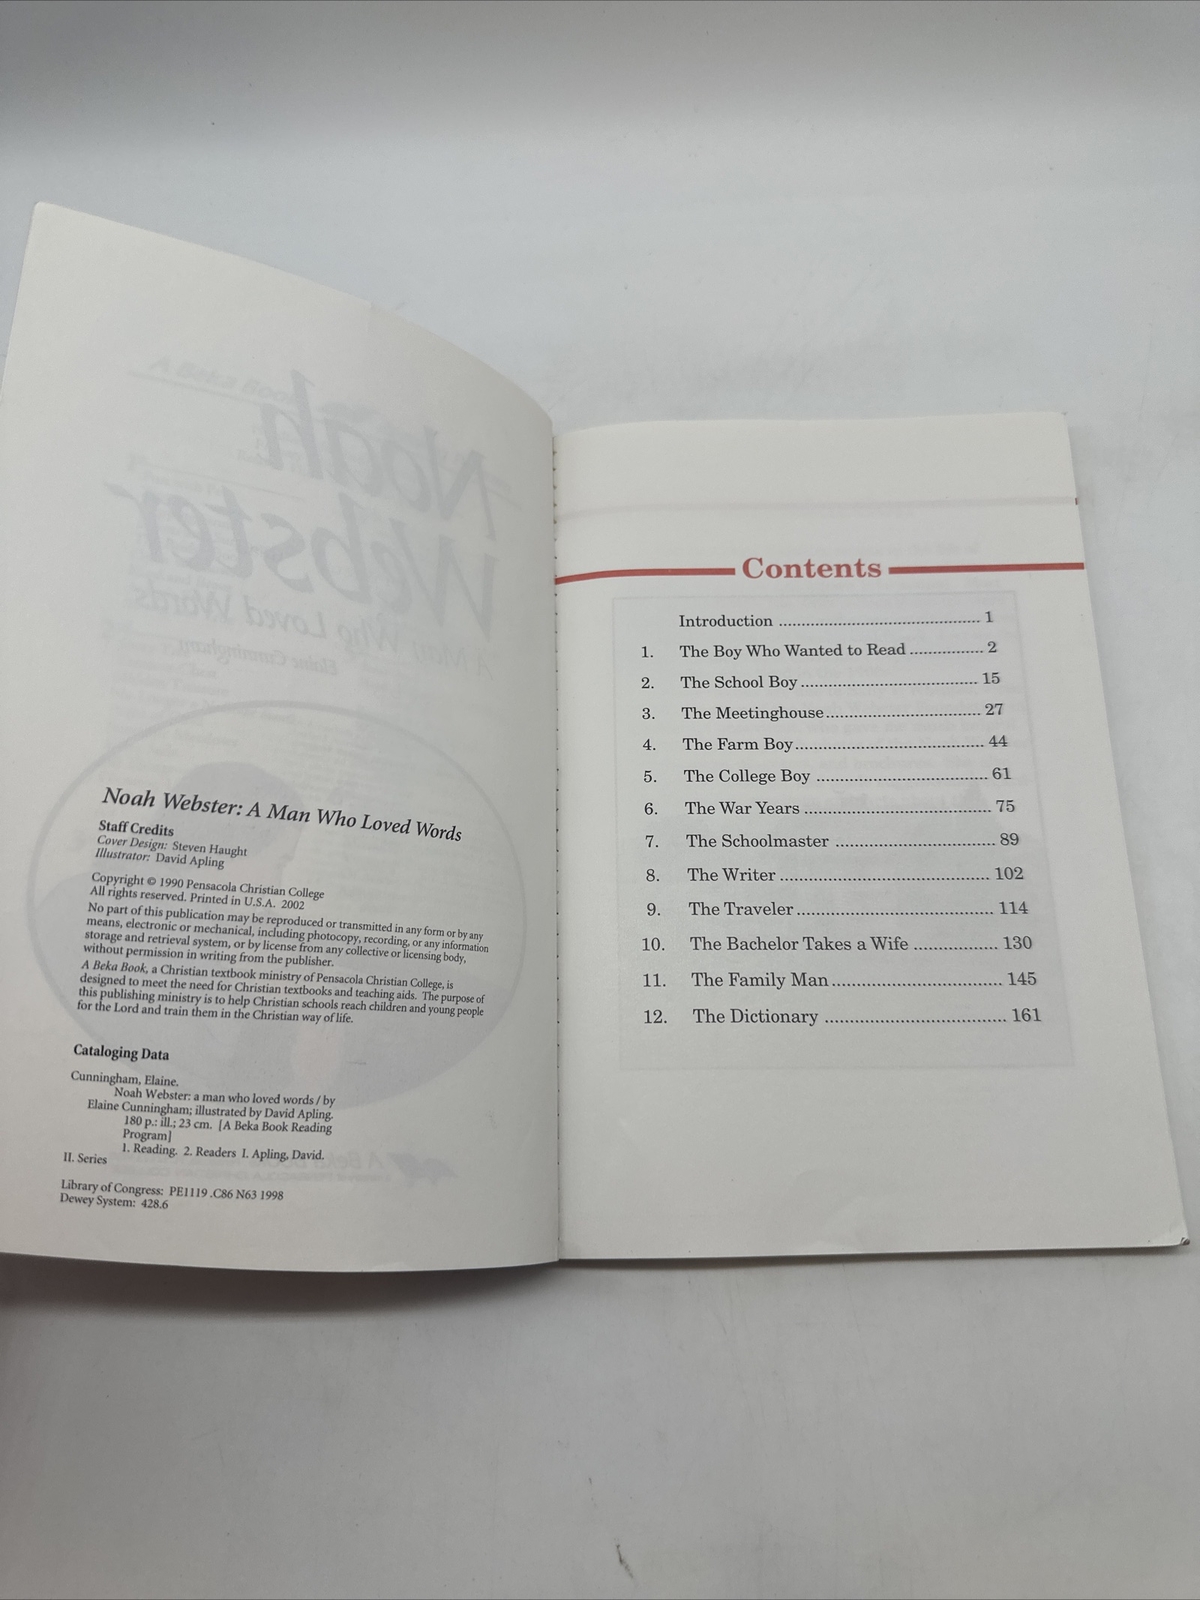 Noah Webster: A Man Who Loved Words
Staff Credits
Cover Design: Steven Haught
Illustrator: David Apling
Copyright © 1990 Pensacola Christian College
All rights reserved. Printed in U.S.A. 2002
No part of this publication may be reproduced or transmitted in any form or by any
means, electronic or mechanical, including photocopy, recording, or any information
storage and retrieval system, or by license from any collective or licensing body,
without permission in writing from the publisher.
A Beka Book, a Christian textbook ministry of Pensacola Christian College, is
designed to meet the need for Christian textbooks and teaching aids. The purpose of
this publishing ministry is to help Christian schools reach children and young people
for the Lord and train them in the Christian way of life.
Cataloging Data
Cunningham, Elaine.
Noah Webster: a man who loved words / by
Elaine Cunningham; illustrated by David Apling.
180 p.: ill.; 23 cm. [A Beka Book Reading
Program]
1. Reading. 2. Readers I. Apling, David.
II. Series
Library of Congress: PE1119 .C86 N63 1998
Dewey System: 428.6
Contents
Introduction ........................................ 1
1. The Boy Who Wanted to Read ............... 2
2. The School Boy ................................... 15
3. The Meetinghouse ............................... 27
4. The Farm Boy ..................................... 44
5. The College Boy .................................. 61
6. The War Years ..................................... 75
7. The Schoolmaster ................................ 89
8. The Writer .......................................... 102
9. The Traveler ....................................... 114
10. The Bachelor Takes a Wife ................. 130
11. The Family Man .................................. 145
12. The Dictionary .................................... 161